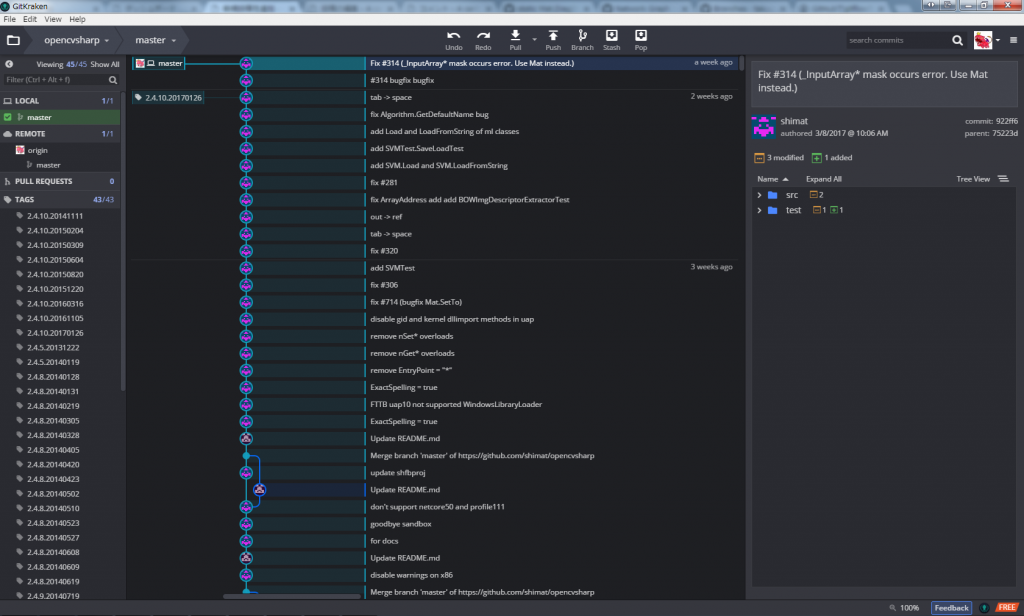 GitKraken
File Edit View Help
opencvsharp
master
Undo
Redo
Pull
Push
Branch
Stash
Pop
search commits
Viewing 45/45 Show All
Filter (Ctrl + Alt + f)
LOCAL 1/1
master
REMOTE 1/1
origin
master
PULL REQUESTS 0
TAGS 43/43
2.4.10.20141111
2.4.10.20150204
2.4.10.20150309
2.4.10.20150604
2.4.10.20150820
2.4.10.20151220
2.4.10.20160316
2.4.10.20161105
2.4.10.20170126
2.4.5.20131222
2.4.8.20140119
2.4.8.20140128
2.4.8.20140131
2.4.8.20140219
2.4.8.20140305
2.4.8.20140328
2.4.8.20140405
2.4.8.20140420
2.4.8.20140423
2.4.8.20140502
2.4.8.20140510
2.4.8.20140523
2.4.8.20140527
2.4.8.20140608
2.4.8.20140609
2.4.8.20140619
2.4.9.20140719
master
Fix #314 (_InputArray* mask occurs error. Use Mat instead.) a week ago
#314 bugfix bugfix
2.4.10.20170126
tab -> space 2 weeks ago
fix Algorithm.GetDefaultName bug
add Load and LoadFromString of ml classes
add SVMTest.SaveLoadTest
add SVM.Load and SVM.LoadFromString
fix #281
fix ArrayAddress add add BOWImgDescriptorExtractorTest
out -> ref
tab -> space
fix #320
add SVMTest 3 weeks ago
fix #306
fix #714 (bugfix Mat.SetTo)
disable gid and kernel dllimport methods in uap
remove nSet* overloads
remove nGet* overloads
remove EntryPoint = "*"
ExactSpelling = true
FTTB uap10 not supported WindowsLibraryLoader
ExactSpelling = true
Update README.md
Merge branch 'master' of https://github.com/shimat/opencvsharp
update shfbproj
Update README.md
don't support netcore50 and profile111
goodbye sandbox
for docs
Update README.md
disable warnings on x86
Merge branch 'master' of https://github.com/shimat/opencvsharp
Fix #314 (_InputArray* mask occurs error. Use Mat
instead.)
shimat
authored 3/8/2017 @ 10:06 AM
commit: 922ff6
parent: 75223d
3 modified
1 added
Name
Expand All
Tree View
src 2
test 1 1
100%
Feedback
FREE